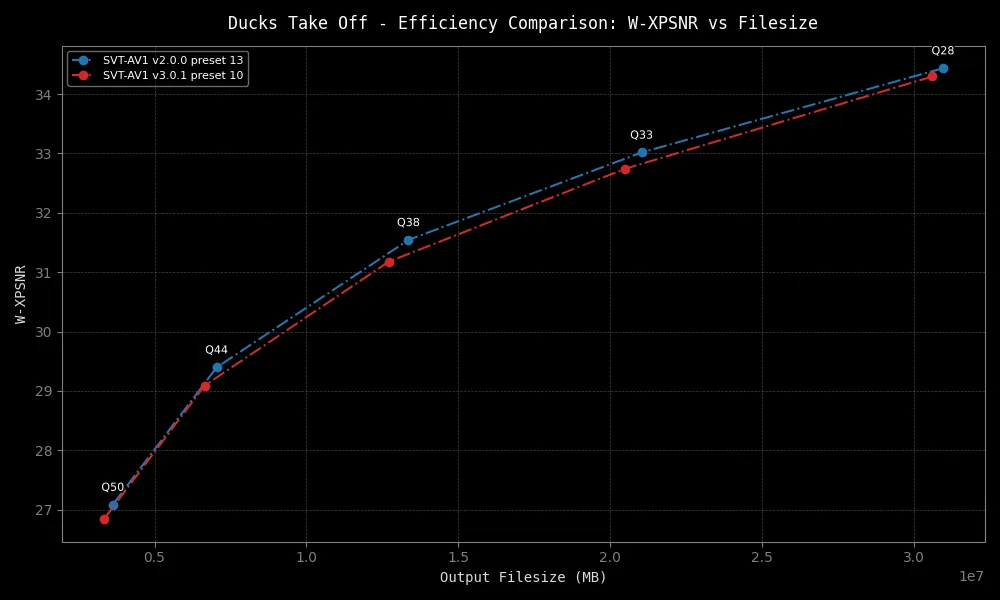 Ducks Take Off - Efficiency Comparison: W-XPSNR vs Filesize
SVT-AV1 v2.0.0 preset 13
SVT-AV1 v3.0.1 preset 10
Q28
Q33
Q38
Q44
Q50
34
33
32
31
30
29
28
27
W-XPSNR
0.5 1.0 1.5 2.0 2.5 3.0
1e7
Output Filesize (MB)